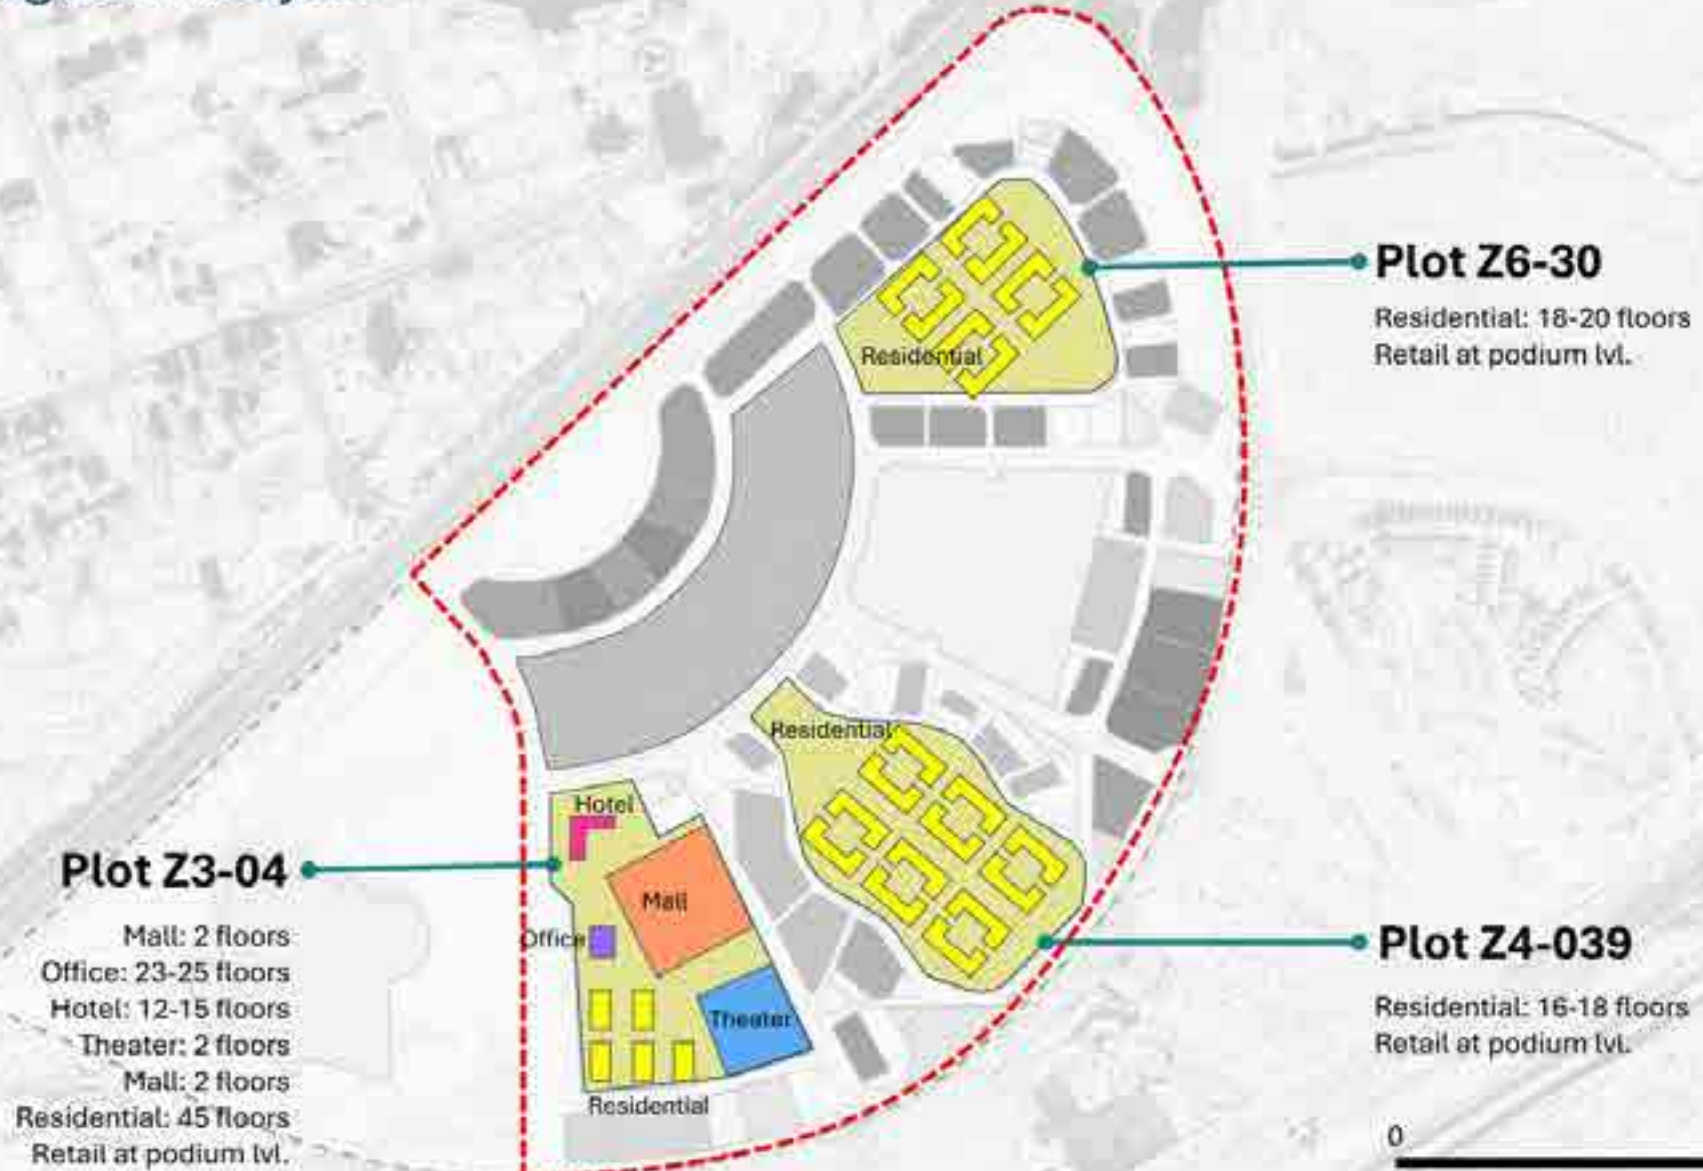 Plot Z6-30
Residential: 18-20 floors
Retail at podium lvl.
Residential
Residential
Hotel
Mall
Office
Theater
Residential
Plot Z3-04
Mall: 2 floors
Office: 23-25 floors
Hotel: 12-15 floors
Theater: 2 floors
Mall: 2 floors
Residential: 45 floors
Retail at podium lvl.
Plot Z4-039
Residential: 16-18 floors
Retail at podium lvl.
0